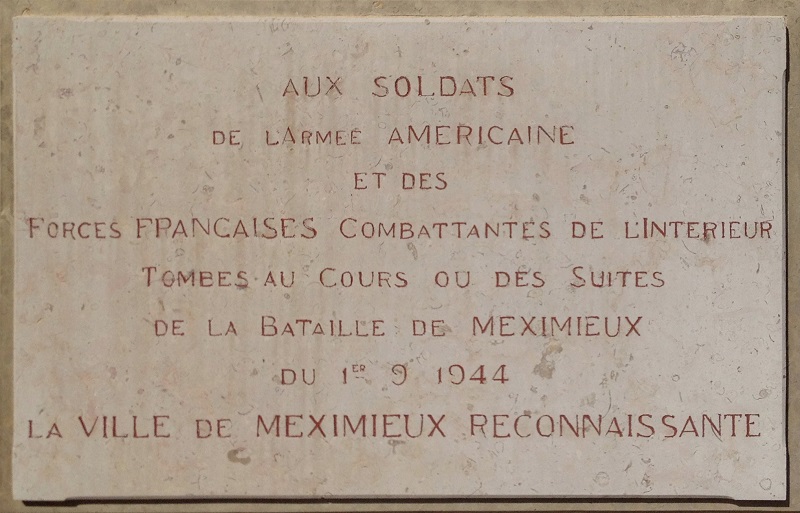 AUX SOLDATS
DE L'ARMEE AMERICAINE
ET DES
FORCES FRANCAISES COMBATTANTES DE L'INTERIEUR
TOMBES AU COURS OU DES SUITES
DE LA BATAILLE DE MEXIMIEUX
DU 1ER 9 1944
LA VILLE DE MEXIMIEUX RECONNAISSANTE